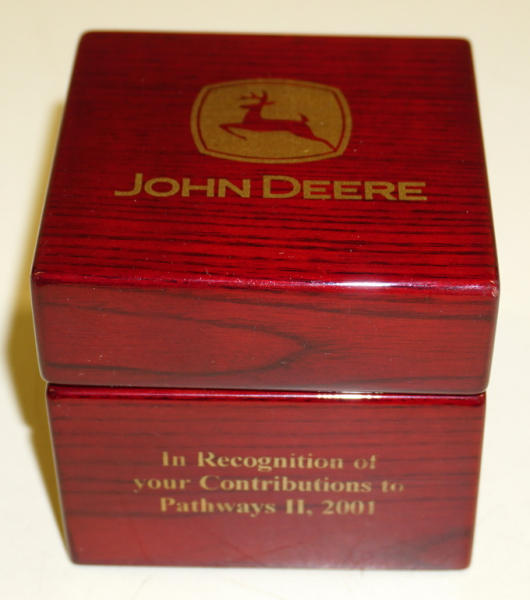 JOHN DEERE
In Recognition of
your Contributions to
Pathways II, 2001